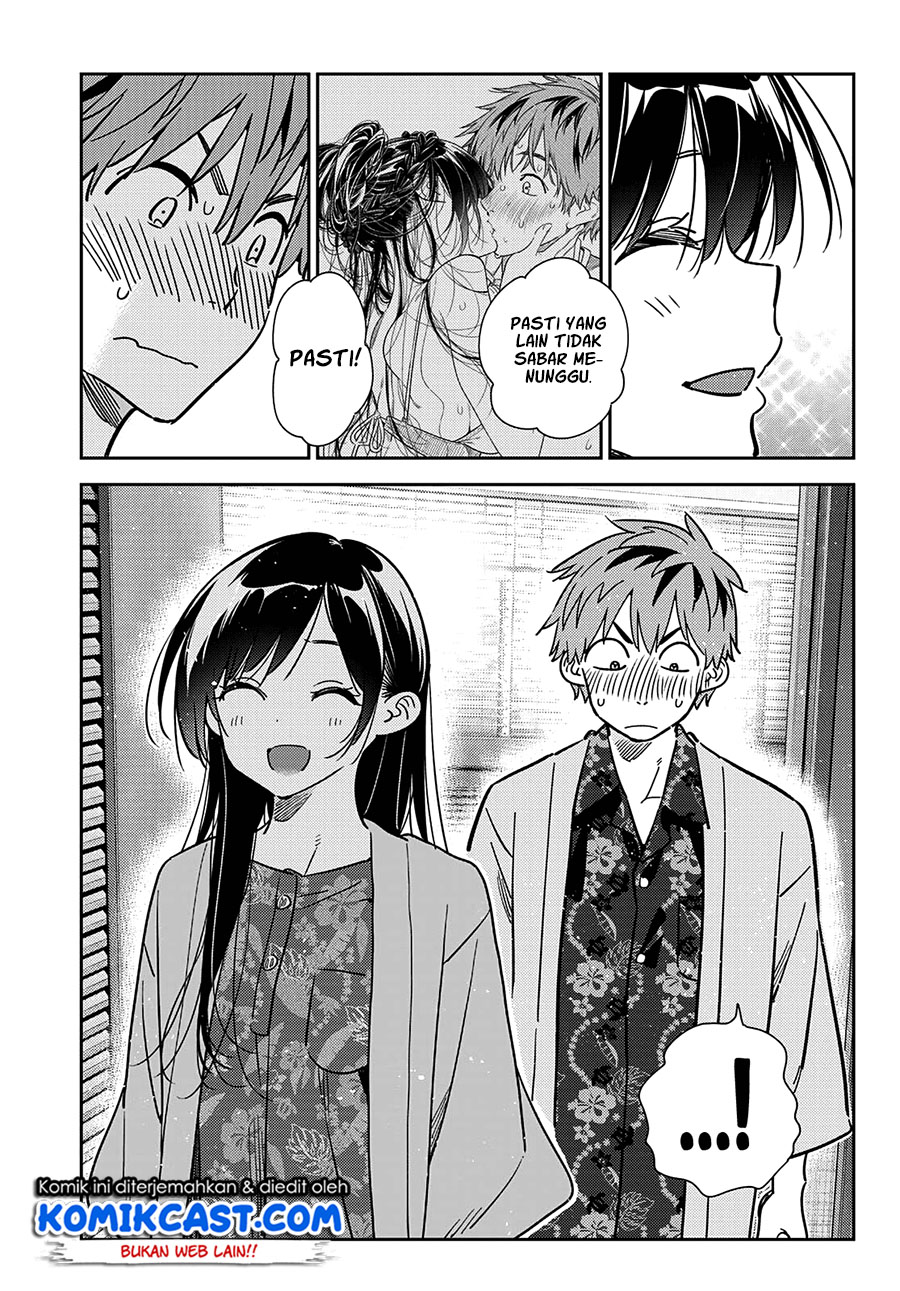 PASTI YANG
LAIN TIDAK
SABAR ME-
NUNGGU.
PASTI!
....!
Komik ini diterjemahkan & diedit oleh
KOMIKCAST.COM
BUKAN WEB LAIN!!